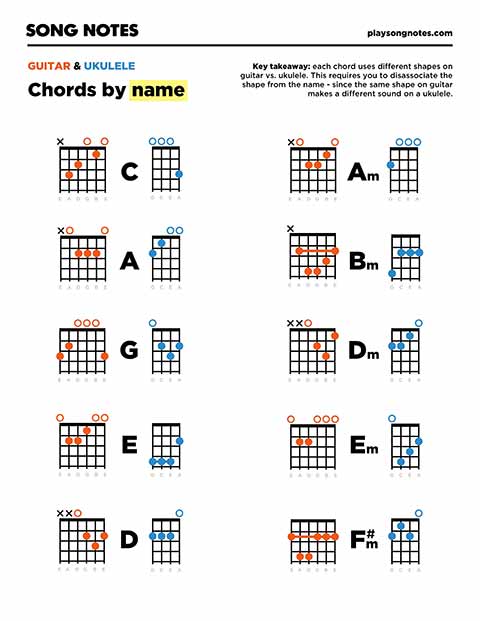 SONG NOTES
playsongnotes.com
GUITAR & UKULELE
Chords by name
Key takeaway: each chord uses different shapes on
guitar vs. ukulele. This requires you to disassociate the
shape from the name - since the same shape on guitar
makes a different sound on a ukulele.
C
E A D G B E
G C E A
Am
E A D G B E
G C E A
A
E A D G B E
G C E A
Bm
E A D G B E
G C E A
G
E A D G B E
G C E A
Dm
E A D G B E
G C E A
E
E A D G B E
G C E A
Em
E A D G B E
G C E A
D
E A D G B E
G C E A
F#m
E A D G B E
G C E A